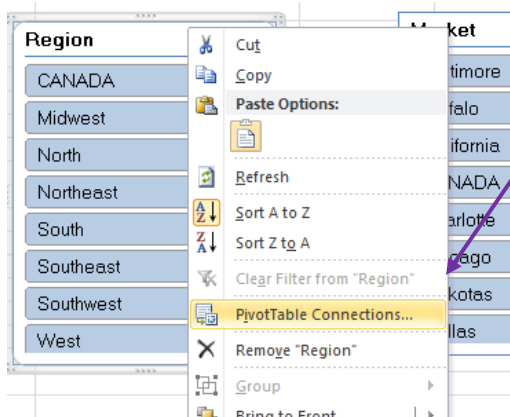 Region
CANADA
Midwest
North
Northeast
South
Southeast
Southwest
West
Cut
Copy
Paste Options:
Refresh
Sort A to Z
Sort Z to A
Clear Filter from "Region"
PivotTable Connections...
Remove "Region"
Group
Bring to Front
ket
timore
falo
ifornia
NADA
arlotte
cago
kotas
llas